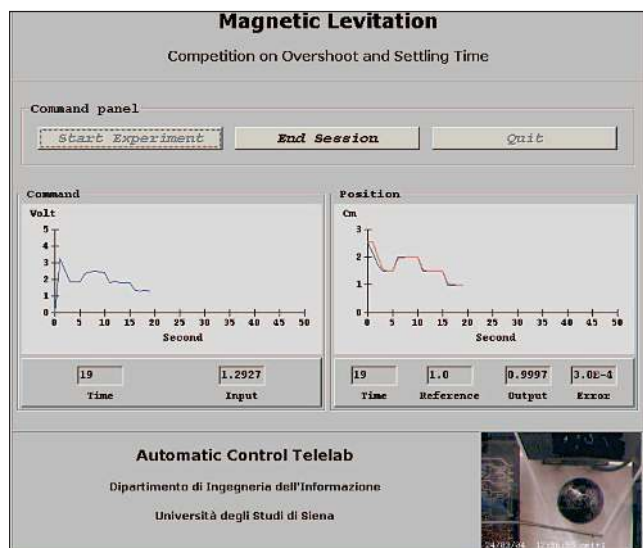 Magnetic Levitation
Competition on Overshoot and Settling Time
Command panel
Start Experiment
End Session
Quit
Command
Volt
5
4
3
2
1
0
0 5 10 15 20 25 30 35 40 45 50
Second
19 1.2927
Time Input
Position
Cm
3
2
1
0
0 5 10 15 20 25 30 35 40 45 50
Second
19 1.0 0.9997 3.0E-4
Time Reference Output Error
Automatic Control Telelab
Dipartimento di Ingegneria dell'Informazione
Università degli Studi di Siena